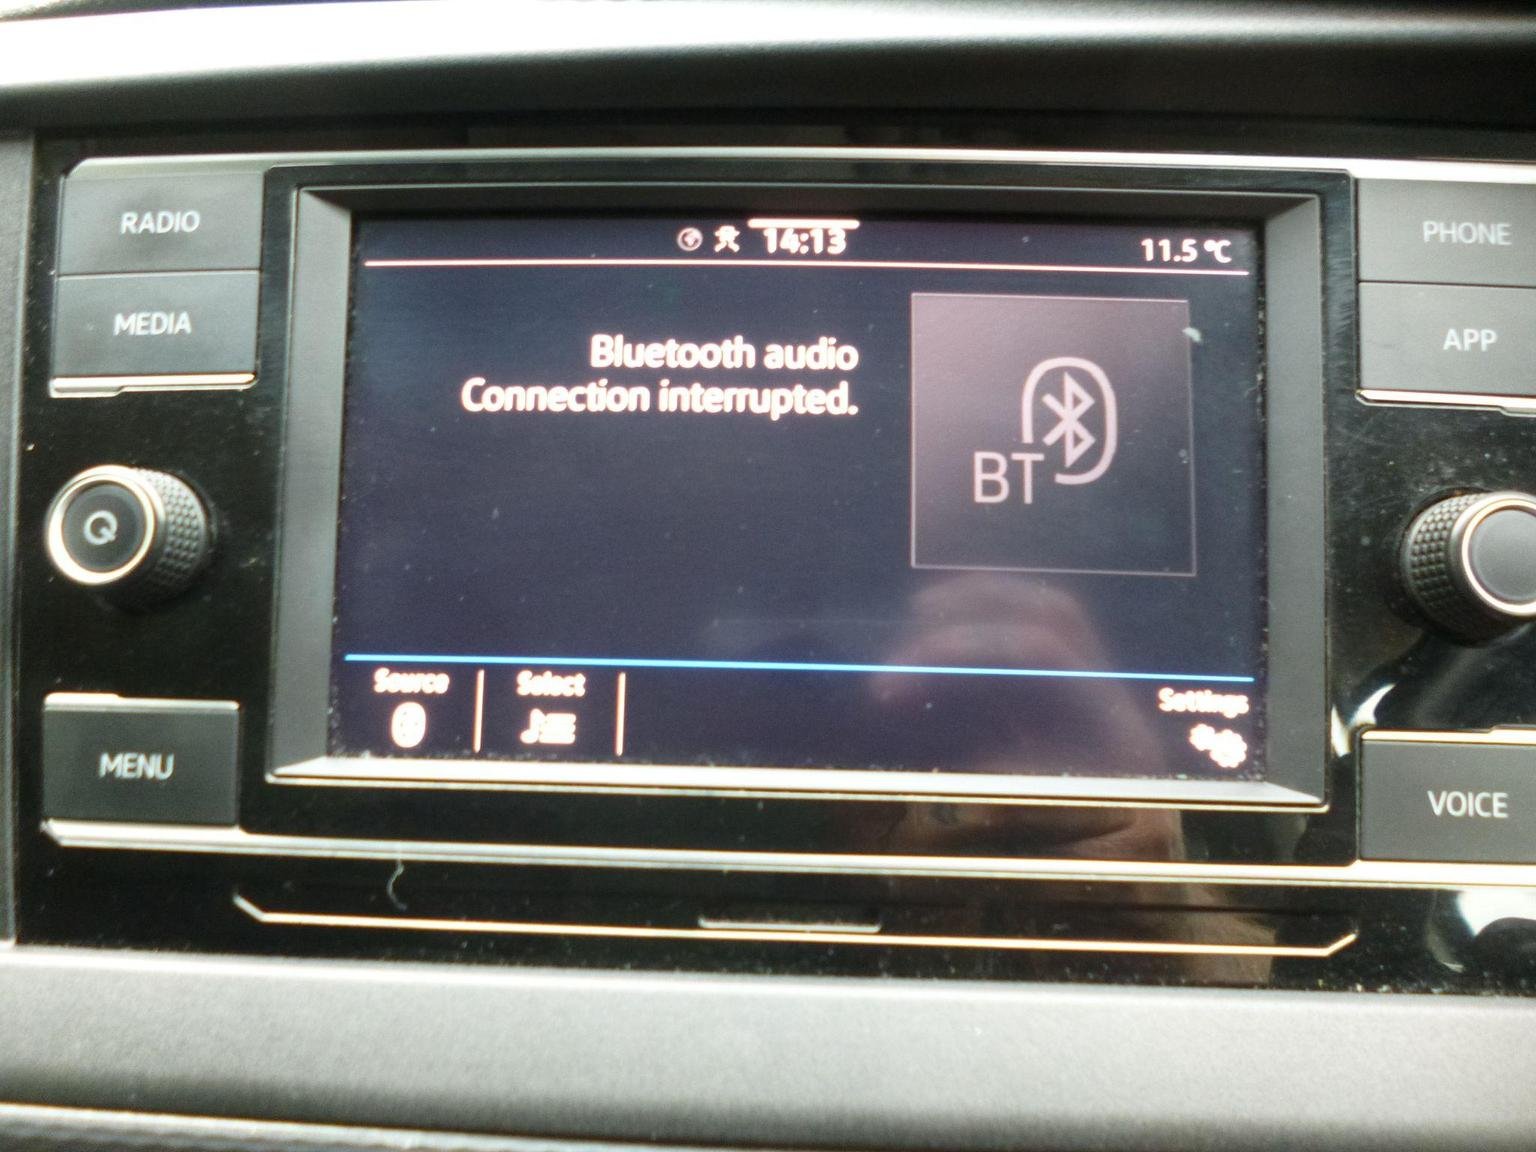 RADIO
MEDIA
MENU
14:13
11.5 °C
Bluetooth audio
Connection interrupted.
BT
Source
Select
Settings
PHONE
APP
VOICE